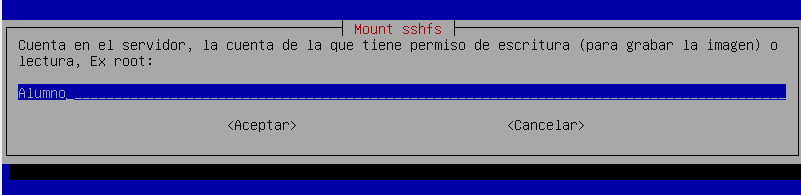 Mount sshfs
Cuenta en el servidor, la cuenta de la que tiene permiso de escritura (para grabar la imagen) o
lectura, Ex root:
Alumno_
<Aceptar> <Cancelar>